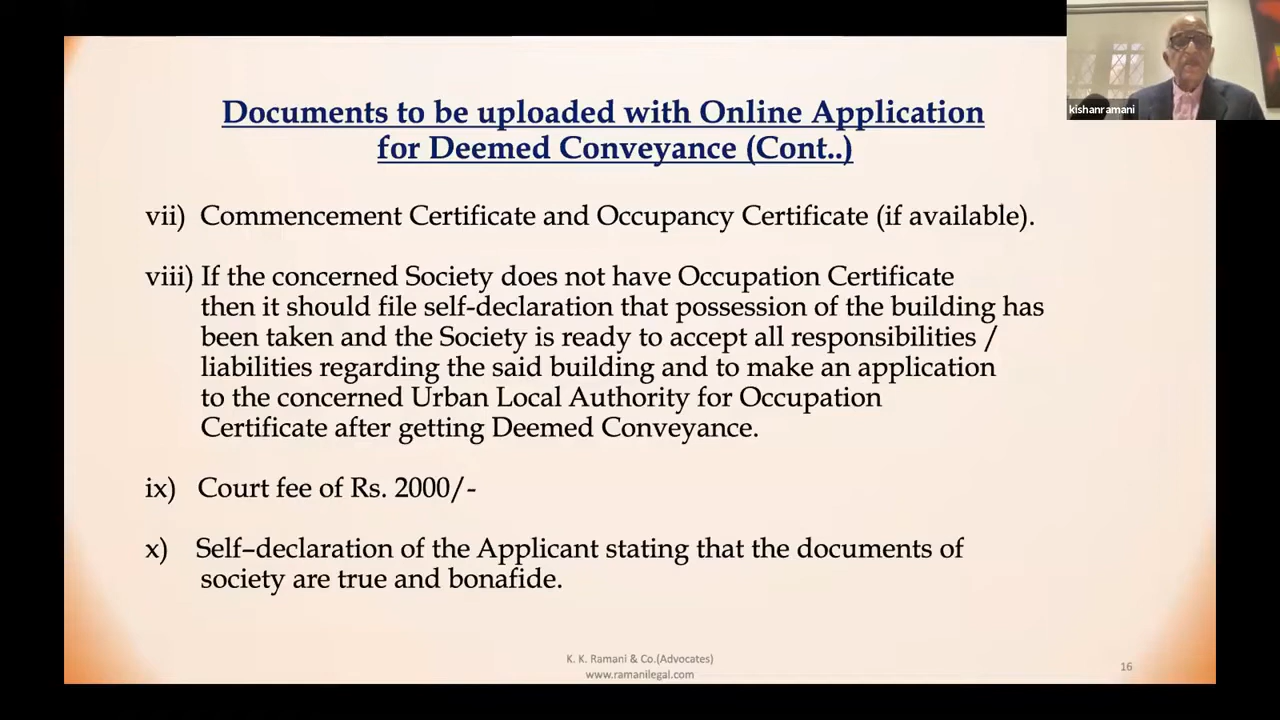 kishanramani
Documents to be uploaded with Online Application
for Deemed Conveyance (Cont..)
vii) Commencement Certificate and Occupancy Certificate (if available).
viii) If the concerned Society does not have Occupation Certificate
then it should file self-declaration that possession of the building has
been taken and the Society is ready to accept all responsibilities /
liabilities regarding the said building and to make an application
to the concerned Urban Local Authority for Occupation
Certificate after getting Deemed Conveyance.
ix) Court fee of Rs. 2000/-
x) Self–declaration of the Applicant stating that the documents of
society are true and bonafide.
K. K. Ramani & Co.(Advocates)
www.ramanilegal.com
16